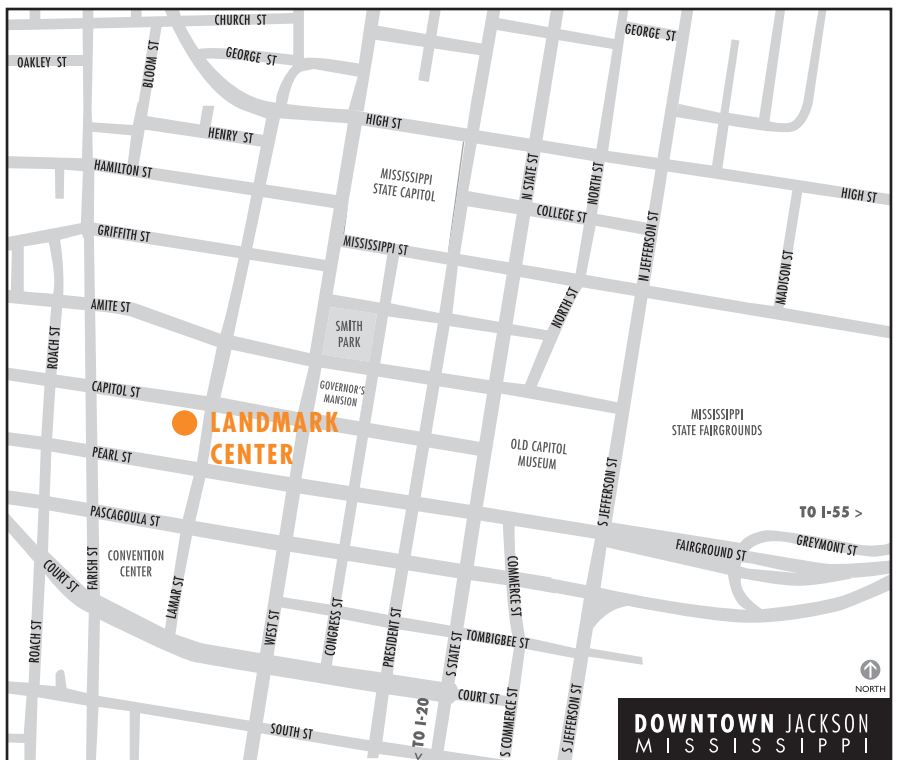 CHURCH ST
GEORGE ST
GEORGE ST
OAKLEY ST
BLOOM ST
HIGH ST
HENRY ST
HAMILTON ST
MISSISSIPPI
STATE CAPITOL
N STATE ST
NORTH ST
HIGH ST
COLLEGE ST
GRIFFITH ST
MISSISSIPPI ST
N JEFFERSON ST
MADISON ST
AMITE ST
NORTH ST
SMITH
PARK
ROACH ST
CAPITOL ST
GOVERNOR'S
MANSION
LANDMARK
CENTER
MISSISSIPPI
STATE FAIRGROUNDS
OLD CAPITOL
MUSEUM
PEARL ST
S JEFFERSON ST
PASCAGOULA ST
TO I-55 >
GREYMONT ST
FAIRGROUND ST
CONVENTION
CENTER
COURT ST
FARISH ST
LAMAR ST
COMMERCE ST
WEST ST
CONGRESS ST
PRESIDENT ST
S STATE ST
TOMBIGBEE ST
ROACH ST
COURT ST
S COMMERCE ST
S JEFFERSON ST
SOUTH ST
< TO I-20
NORTH
DOWNTOWN JACKSON
MISSISSIPPI